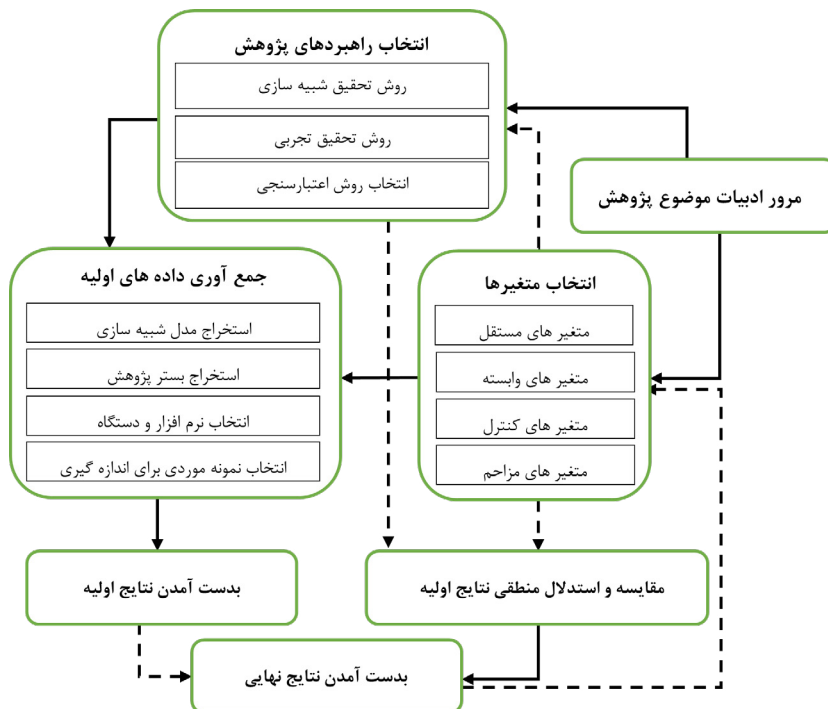 انتخاب راهبردهای پژوهش
روش تحقیق شبیه سازی
روش تحقیق تجربی
انتخاب روش اعتبارسنجی
مرور ادبیات موضوع پژوهش
انتخاب متغیرها
متغیر های مستقل
متغیر های وابسته
متغیر های کنترل
متغیر های مزاحم
جمع آوری داده های اولیه
استخراج مدل شبیه سازی
استخراج بستر پژوهش
انتخاب نرم افزار و دستگاه
انتخاب نمونه موردی برای اندازه گیری
مقایسه و استدلال منطقی نتایج اولیه
بدست آمدن نتایج اولیه
بدست آمدن نتایج نهایی